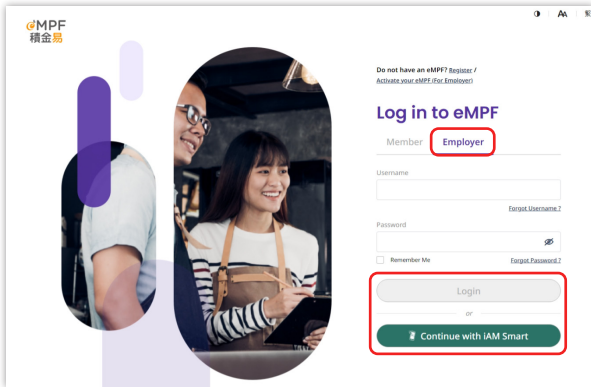 eMPF
積金易
AA
繁
Do not have an eMPF? Register /
Activate your eMPF (For Employer)
Log in to eMPF
Member Employer
Username
Forgot Username ?
Password
Remember Me Forgot Password ?
Login
or
Continue with iAM Smart